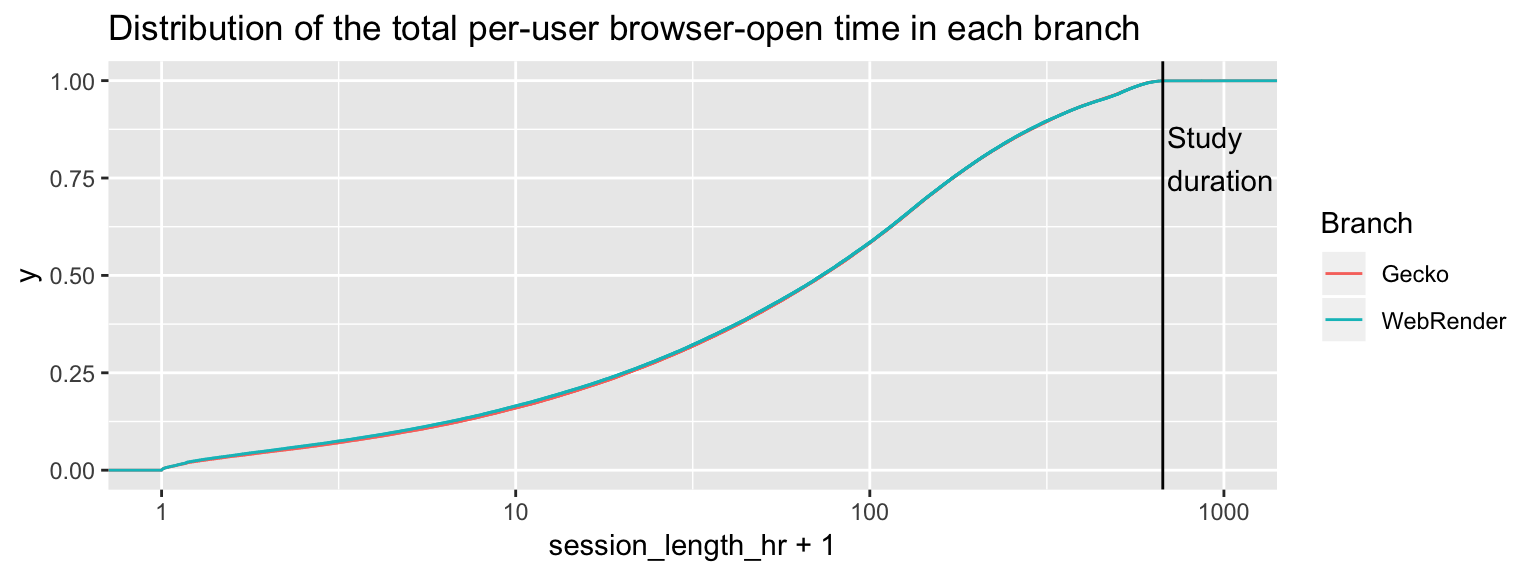 Distribution of the total per-user browser-open time in each branch
1.00
0.75
0.50
0.25
0.00
y
Study
duration
1
10
100
1000
session_length_hr + 1
Branch
Gecko
WebRender